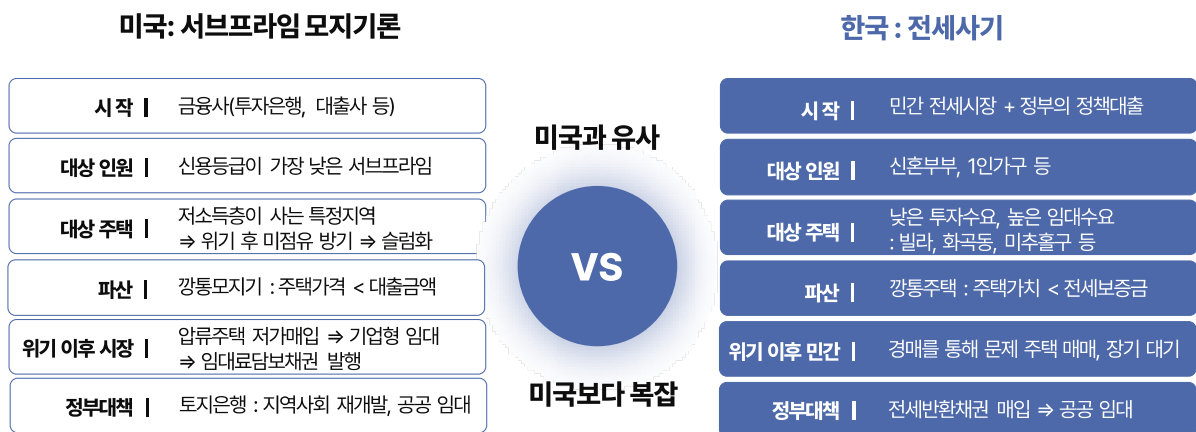 미국: 서브프라임 모지기론
시작 | 금융사(투자은행, 대출사 등)
대상 인원 | 신용등급이 가장 낮은 서브프라임
대상 주택 | 저소득층이 사는 특정지역
⇒ 위기 후 미점유 방기 ⇒ 슬럼화
파산 | 깡통모지기 : 주택가격 < 대출금액
위기 이후 시장 | 압류주택 저가매입 ⇒ 기업형 임대
⇒ 임대료담보채권 발행
정부대책 | 토지은행 : 지역사회 재개발, 공공 임대
미국과 유사
VS
미국보다 복잡
한국 : 전세사기
시작 | 민간 전세시장 + 정부의 정책대출
대상 인원 | 신혼부부, 1인가구 등
대상 주택 | 낮은 투자수요, 높은 임대수요
: 빌라, 화곡동, 미추홀구 등
파산 | 깡통주택 : 주택가치 < 전세보증금
위기 이후 민간 | 경매를 통해 문제 주택 매매, 장기 대기
정부대책 | 전세반환채권 매입 ⇒ 공공 임대